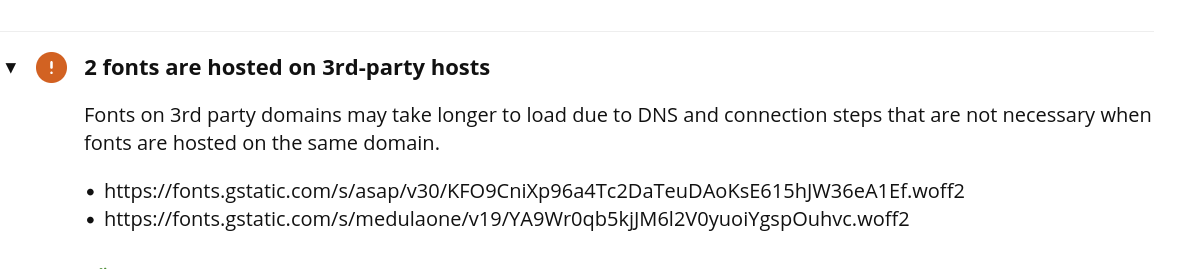 2 fonts are hosted on 3rd-party hosts
Fonts on 3rd party domains may take longer to load due to DNS and connection steps that are not necessary when
fonts are hosted on the same domain.
https://fonts.gstatic.com/s/asap/v30/KFO9CniXp96a4Tc2DaTeuDAoKsE615hJW36eA1Ef.woff2
https://fonts.gstatic.com/s/medulaone/v19/YA9Wr0qb5kjJM6l2V0yuoiYgspOuhvc.woff2